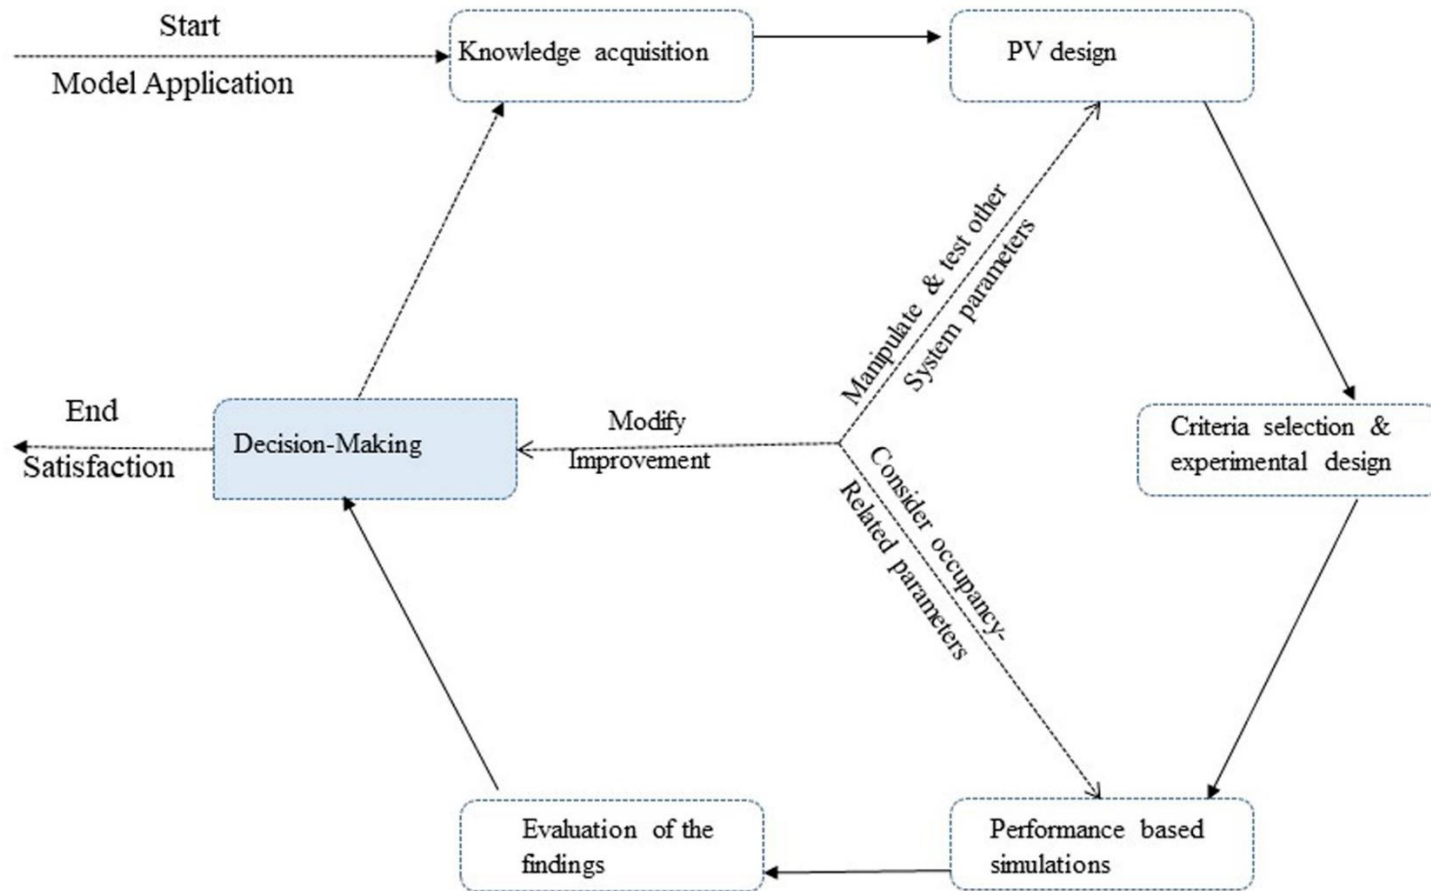 Start
Model Application
Knowledge acquisition
PV design
Manipulate & test other
System parameters
Criteria selection &
experimental design
End
Satisfaction
Decision-Making
Modify
Improvement
Consider occupancy-
Related parameters
Evaluation of the
findings
Performance based
simulations